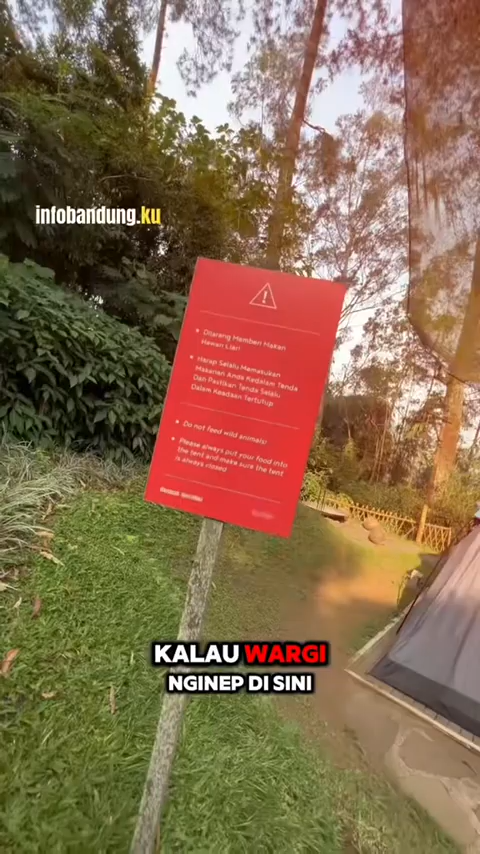 infobandung.ku
Dilarang Memberi Makan
Hewan Liar!
Harap Selalu Memasukan
Makanan Anda Kedalam Tenda
Dan Pastikan Tenda Selalu
Dalam Keadaan Tertutup
Do not feed wild animals!
Please always put your food into
the tent and make sure the tent
is always closed
KALAU WARGI
NGINEP DI SINI